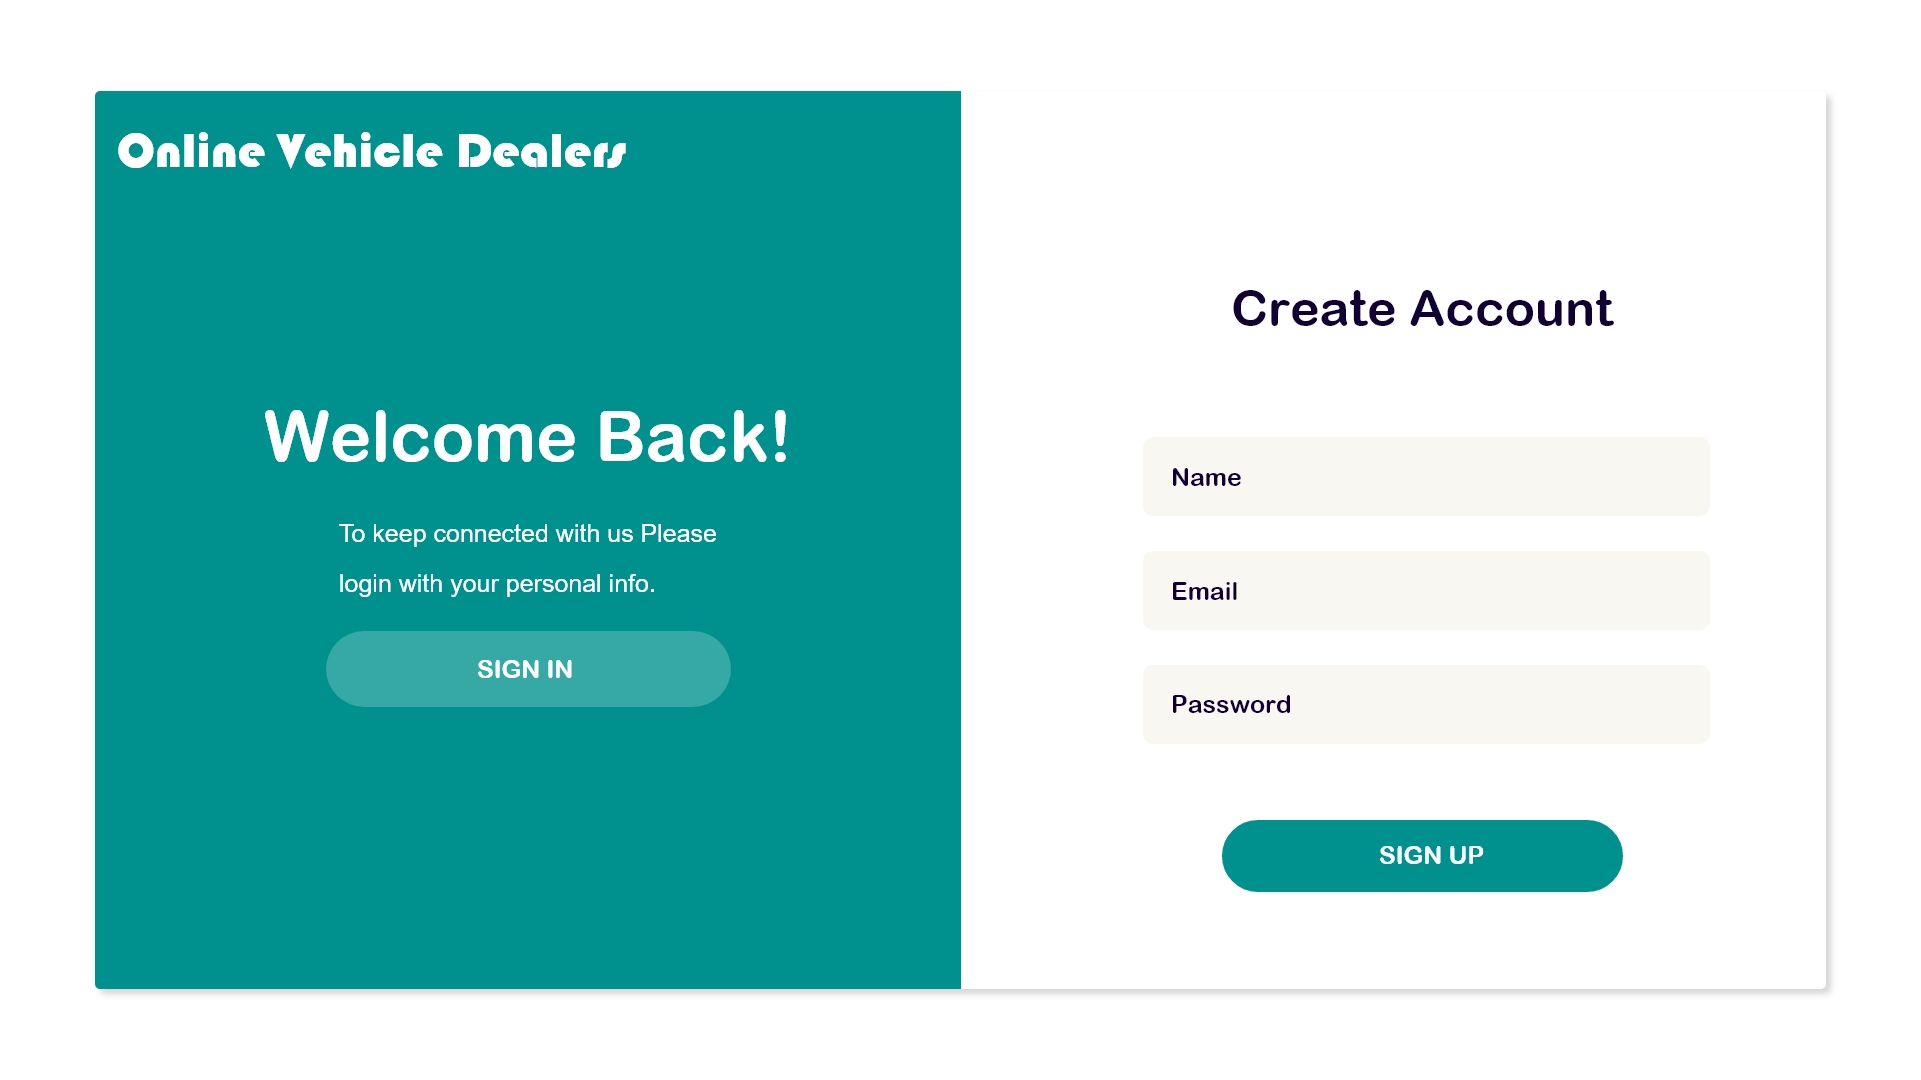 Online Vehicle Dealers
Welcome Back!
To keep connected with us Please
login with your personal info.
SIGN IN
Create Account
Name
Email
Password
SIGN UP